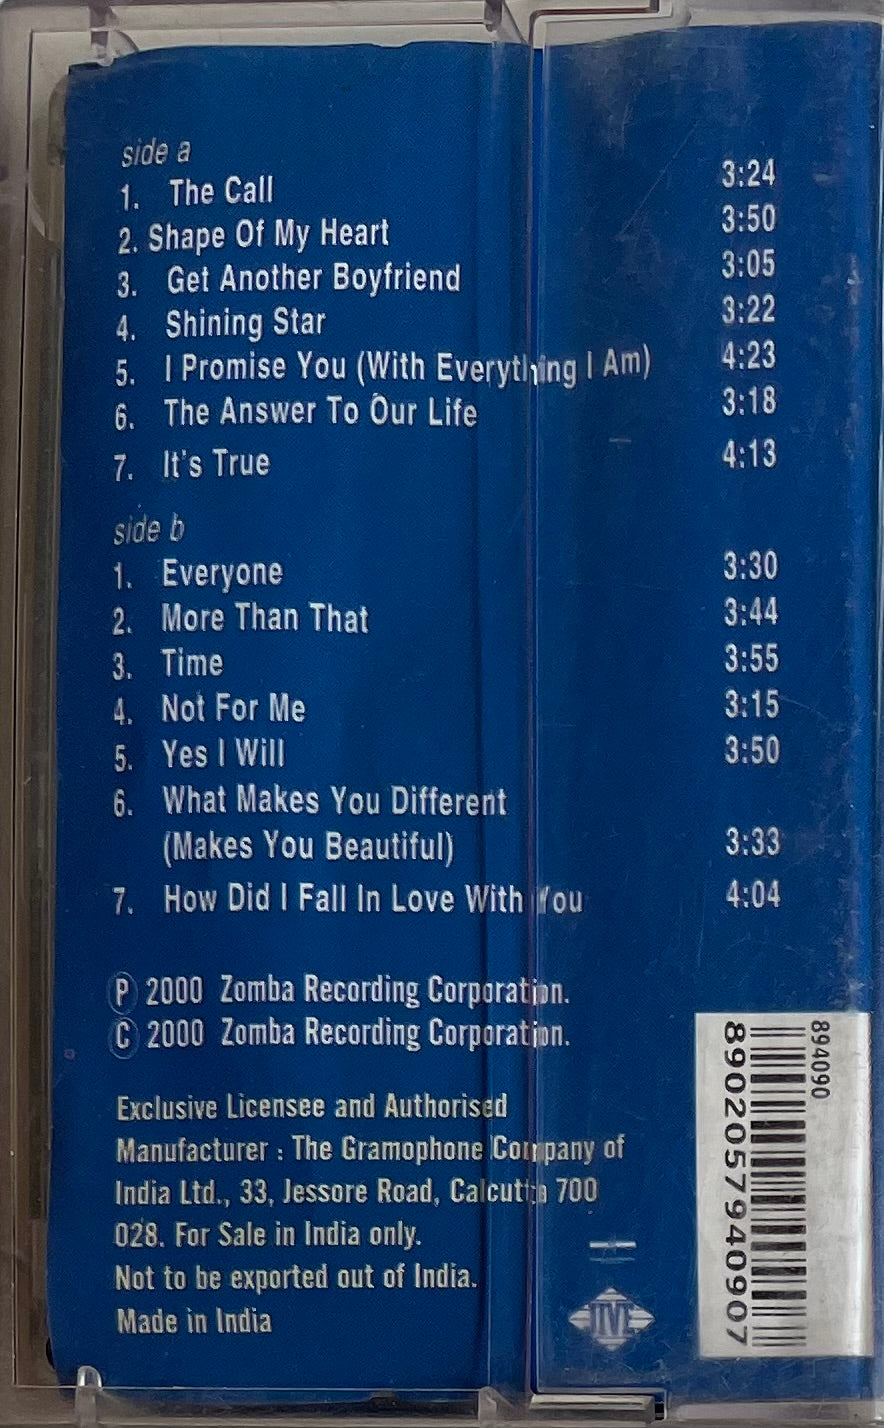 side a
1. The Call 3:24
2. Shape Of My Heart 3:50
3. Get Another Boyfriend 3:05
4. Shining Star 3:22
5. I Promise You (With Everything I Am) 4:23
6. The Answer To Our Life 3:18
7. It's True 4:13
side b
1. Everyone 3:30
2. More Than That 3:44
3. Time 3:55
4. Not For Me 3:15
5. Yes I Will 3:50
6. What Makes You Different
(Makes You Beautiful) 3:33
7. How Did I Fall In Love With You 4:04
Ⓟ 2000 Zomba Recording Corporation.
Ⓒ 2000 Zomba Recording Corporation.
Exclusive Licensee and Authorised
Manufacturer : The Gramophone Company of
India Ltd., 33, Jessore Road, Calcutta 700
028. For Sale in India only.
Not to be exported out of India.
Made in India
JIVE
894090
8902057940907